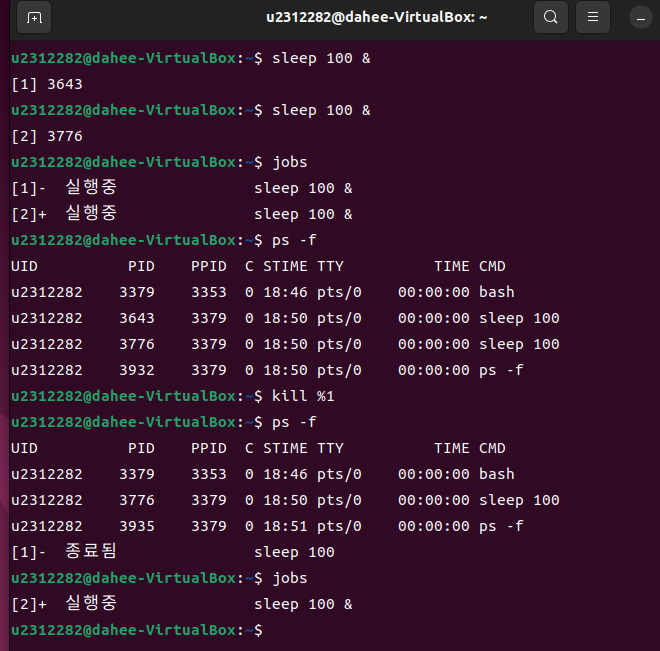 u2312282@dahee-VirtualBox: ~
u2312282@dahee-VirtualBox:~$ sleep 100 &
[1] 3643
u2312282@dahee-VirtualBox:~$ sleep 100 &
[2] 3776
u2312282@dahee-VirtualBox:~$ jobs
[1]-  실행중                  sleep 100 &
[2]+  실행중                  sleep 100 &
u2312282@dahee-VirtualBox:~$ ps -f
UID          PID    PPID  C STIME TTY          TIME CMD
u2312282    3379    3353  0 18:46 pts/0    00:00:00 bash
u2312282    3643    3379  0 18:50 pts/0    00:00:00 sleep 100
u2312282    3776    3379  0 18:50 pts/0    00:00:00 sleep 100
u2312282    3932    3379  0 18:50 pts/0    00:00:00 ps -f
u2312282@dahee-VirtualBox:~$ kill %1
u2312282@dahee-VirtualBox:~$ ps -f
UID          PID    PPID  C STIME TTY          TIME CMD
u2312282    3379    3353  0 18:46 pts/0    00:00:00 bash
u2312282    3776    3379  0 18:50 pts/0    00:00:00 sleep 100
u2312282    3935    3379  0 18:51 pts/0    00:00:00 ps -f
[1]-  종료됨                  sleep 100
u2312282@dahee-VirtualBox:~$ jobs
[2]+  실행중                  sleep 100 &
u2312282@dahee-VirtualBox:~$